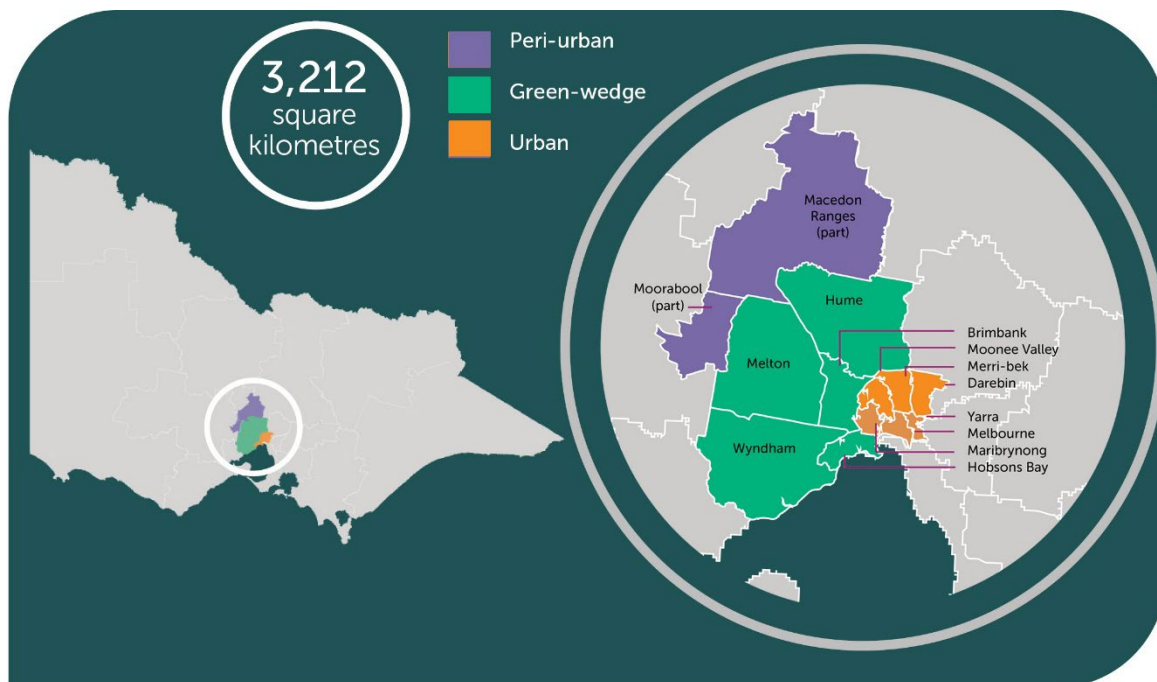 3,212
square
kilometres
Peri-urban
Green-wedge
Urban
Macedon
Ranges
(part)
Moorabool
(part)
Hume
Melton
Wyndham
Brimbank
Moonee Valley
Merri-bek
Darebin
Yarra
Melbourne
Maribrynong
Hobsons Bay